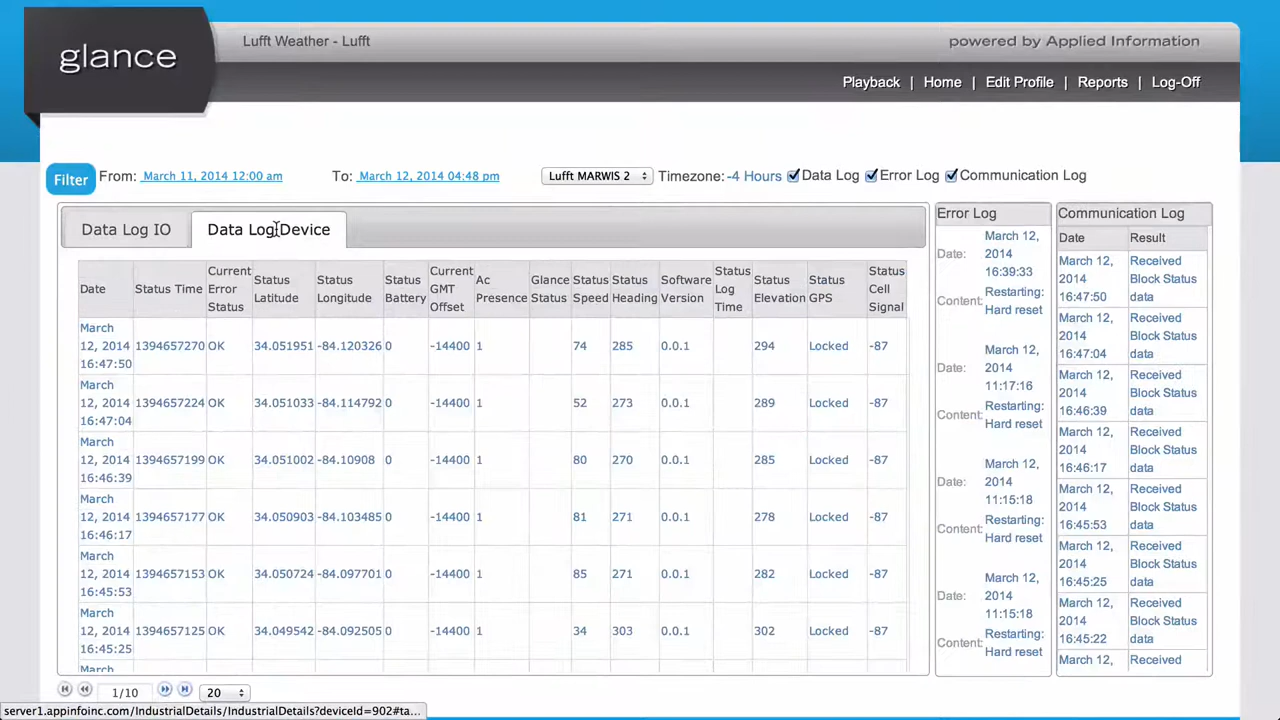 glance
Lufft Weather - Lufft
powered by Applied Information
Playback | Home | Edit Profile | Reports | Log-Off
Filter From: March 11, 2014 12:00 am To: March 12, 2014 04:48 pm Lufft MARWIS 2 Timezone: -4 Hours Data Log Error Log Communication Log
Data Log IO Data Log Device
Date Status Time Current Error Status Status Latitude Status Longitude Status Battery Current GMT Offset Ac Presence Glance Status Status Speed Status Heading Software Version Status Log Time Status Elevation Status GPS Status Cell Signal
March 12, 2014 16:47:50 1394657270 OK 34.051951 -84.120326 0 -14400 1 74 285 0.0.1 294 Locked -87
March 12, 2014 16:47:04 1394657224 OK 34.051033 -84.114792 0 -14400 1 52 273 0.0.1 289 Locked -87
March 12, 2014 16:46:39 1394657199 OK 34.051002 -84.10908 0 -14400 1 80 270 0.0.1 285 Locked -87
March 12, 2014 16:46:17 1394657177 OK 34.050903 -84.103485 0 -14400 1 81 271 0.0.1 278 Locked -87
March 12, 2014 16:45:53 1394657153 OK 34.050724 -84.097701 0 -14400 1 85 271 0.0.1 282 Locked -87
March 12, 2014 16:45:25 1394657125 OK 34.049542 -84.092505 0 -14400 1 34 303 0.0.1 302 Locked -87
March
1/10 20
Error Log
Date: March 12, 2014 16:39:33
Content: Restarting: Hard reset
Date: March 12, 2014 11:17:16
Content: Restarting: Hard reset
Date: March 12, 2014 11:15:18
Content: Restarting: Hard reset
Date: March 12, 2014 11:15:18
Content: Restarting: Hard reset
Communication Log
Date Result
March 12, 2014 16:47:50 Received Block Status data
March 12, 2014 16:47:04 Received Block Status data
March 12, 2014 16:46:39 Received Block Status data
March 12, 2014 16:46:17 Received Block Status data
March 12, 2014 16:45:53 Received Block Status data
March 12, 2014 16:45:25 Received Block Status data
March 12, 2014 16:45:22 Received Block Status data
March 12, Received
server1.appinfoinc.com/IndustrialDetails/IndustrialDetails?deviceId=902#ta...